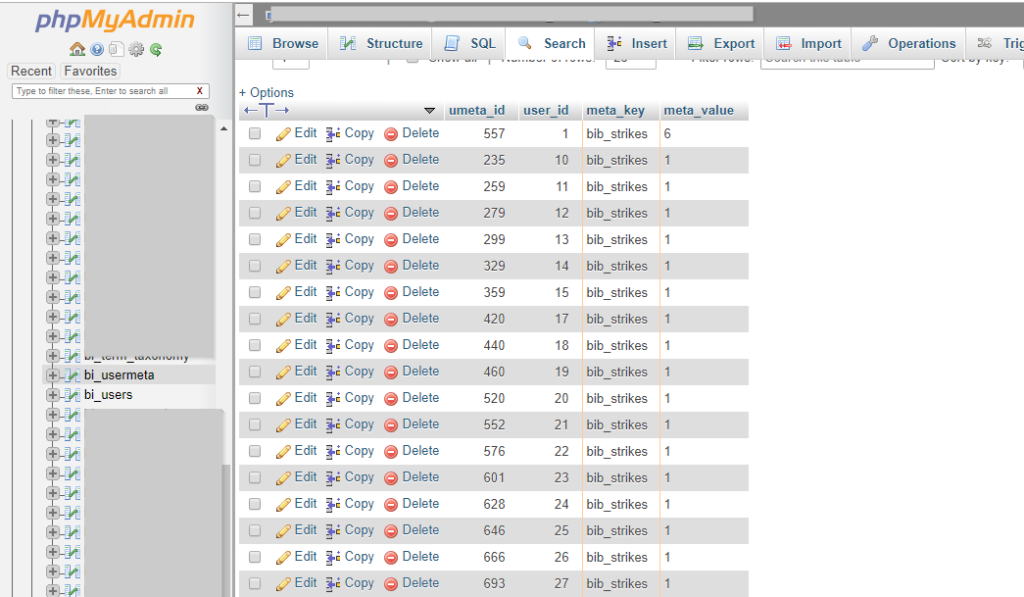 phpMyAdmin
Recent Favorites
Type to filter these, Enter to search all X
bi_term_taxonomy
bi_usermeta
bi_users
Browse Structure SQL Search Insert Export Import Operations Trig
Show all Number of rows: 25 Filter rows: Search this table Sort by key:
+ Options
←T→ umeta_id user_id meta_key meta_value
Edit Copy Delete 557 1 bib_strikes 6
Edit Copy Delete 235 10 bib_strikes 1
Edit Copy Delete 259 11 bib_strikes 1
Edit Copy Delete 279 12 bib_strikes 1
Edit Copy Delete 299 13 bib_strikes 1
Edit Copy Delete 329 14 bib_strikes 1
Edit Copy Delete 359 15 bib_strikes 1
Edit Copy Delete 420 17 bib_strikes 1
Edit Copy Delete 440 18 bib_strikes 1
Edit Copy Delete 460 19 bib_strikes 1
Edit Copy Delete 520 20 bib_strikes 1
Edit Copy Delete 552 21 bib_strikes 1
Edit Copy Delete 576 22 bib_strikes 1
Edit Copy Delete 601 23 bib_strikes 1
Edit Copy Delete 628 24 bib_strikes 1
Edit Copy Delete 646 25 bib_strikes 1
Edit Copy Delete 666 26 bib_strikes 1
Edit Copy Delete 693 27 bib_strikes 1